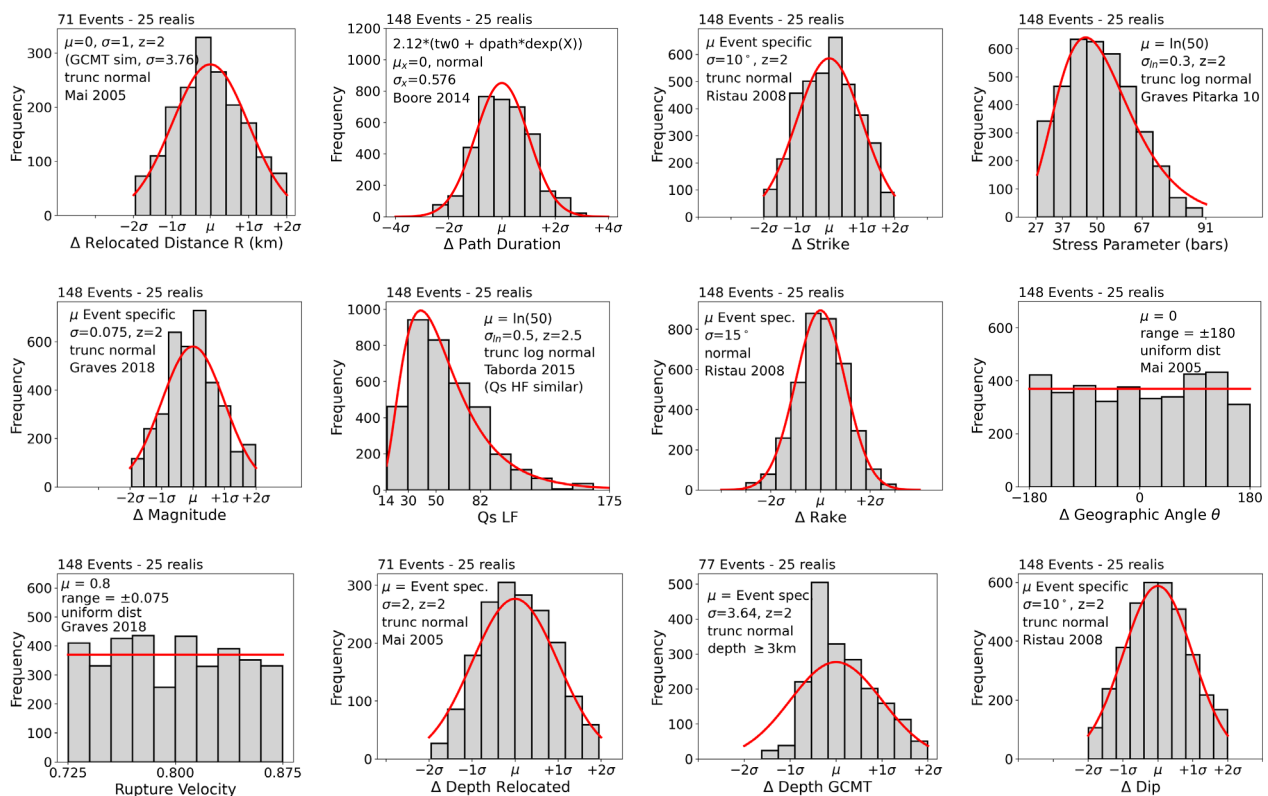 71 Events - 25 realis
μ=0, σ=1, z=2
(GCMT sim, σ=3.76)
trunc normal
Mai 2005
Frequency
300
200
100
0
−2σ −1σ μ +1σ +2σ
Δ Relocated Distance R (km)
148 Events - 25 realis
2.12*(tw0 + dpath*dexp(X))
μx=0, normal
σx=0.576
Boore 2014
Frequency
1200
1000
800
600
400
200
0
−4σ −2σ μ +2σ +4σ
Δ Path Duration
148 Events - 25 realis
μ Event specific
σ=10°, z=2
trunc normal
Ristau 2008
Frequency
600
500
400
300
200
100
0
−2σ −1σ μ +1σ +2σ
Δ Strike
148 Events - 25 realis
μ = ln(50)
σln=0.3, z=2
trunc log normal
Graves Pitarka 10
Frequency
600
500
400
300
200
100
0
27 37 50 67 91
Stress Parameter (bars)
148 Events - 25 realis
μ Event specific
σ=0.075, z=2
trunc normal
Graves 2018
Frequency
600
400
200
0
−2σ −1σ μ +1σ +2σ
Δ Magnitude
148 Events - 25 realis
μ = ln(50)
σln=0.5, z=2.5
trunc log normal
Taborda 2015
(Qs HF similar)
Frequency
1000
800
600
400
200
0
14 30 50 82 175
Qs LF
148 Events - 25 realis
μ Event spec.
σ=15°
normal
Ristau 2008
Frequency
800
600
400
200
0
−2σ μ +2σ
Δ Rake
148 Events - 25 realis
μ = 0
range = ±180
uniform dist
Mai 2005
Frequency
600
400
200
0
−180 0 180
Δ Geographic Angle θ
148 Events - 25 realis
μ = 0.8
range = ±0.075
uniform dist
Graves 2018
Frequency
600
500
400
300
200
100
0
0.725 0.800 0.875
Rupture Velocity
71 Events - 25 realis
μ = Event spec.
σ=2, z=2
trunc normal
Mai 2005
Frequency
300
200
100
0
−2σ −1σ μ +1σ +2σ
Δ Depth Relocated
77 Events - 25 realis
μ = Event spec
σ=3.64, z=2
trunc normal
depth ≥3km
Frequency
500
400
300
200
100
0
−2σ −1σ μ +1σ +2σ
Δ Depth GCMT
148 Events - 25 realis
μ Event specific
σ=10°, z=2
trunc normal
Ristau 2008
Frequency
600
400
200
0
−2σ −1σ μ +1σ +2σ
Δ Dip